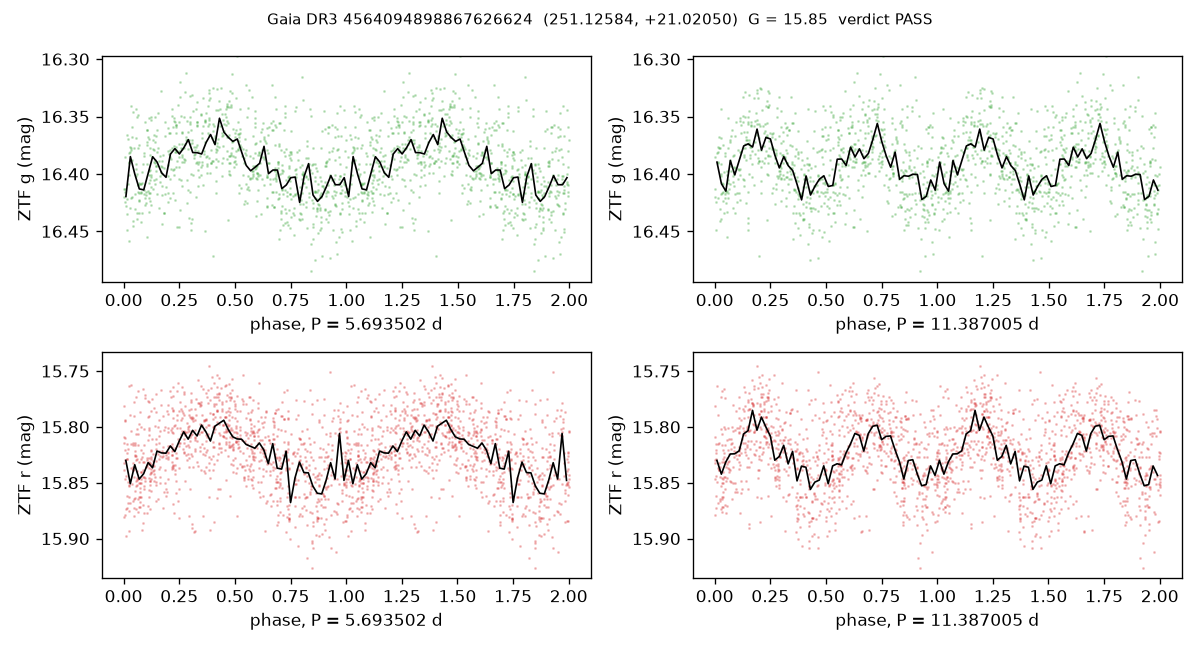 Gaia DR3 4564094898867626624  (251.12584, +21.02050)  G = 15.85  verdict PASS
16.30
16.35
16.40
16.45
ZTF g (mag)
0.00 0.25 0.50 0.75 1.00 1.25 1.50 1.75 2.00
phase, P = 5.693502 d
16.30
16.35
16.40
16.45
ZTF g (mag)
0.00 0.25 0.50 0.75 1.00 1.25 1.50 1.75 2.00
phase, P = 11.387005 d
15.75
15.80
15.85
15.90
ZTF r (mag)
0.00 0.25 0.50 0.75 1.00 1.25 1.50 1.75 2.00
phase, P = 5.693502 d
15.75
15.80
15.85
15.90
ZTF r (mag)
0.00 0.25 0.50 0.75 1.00 1.25 1.50 1.75 2.00
phase, P = 11.387005 d